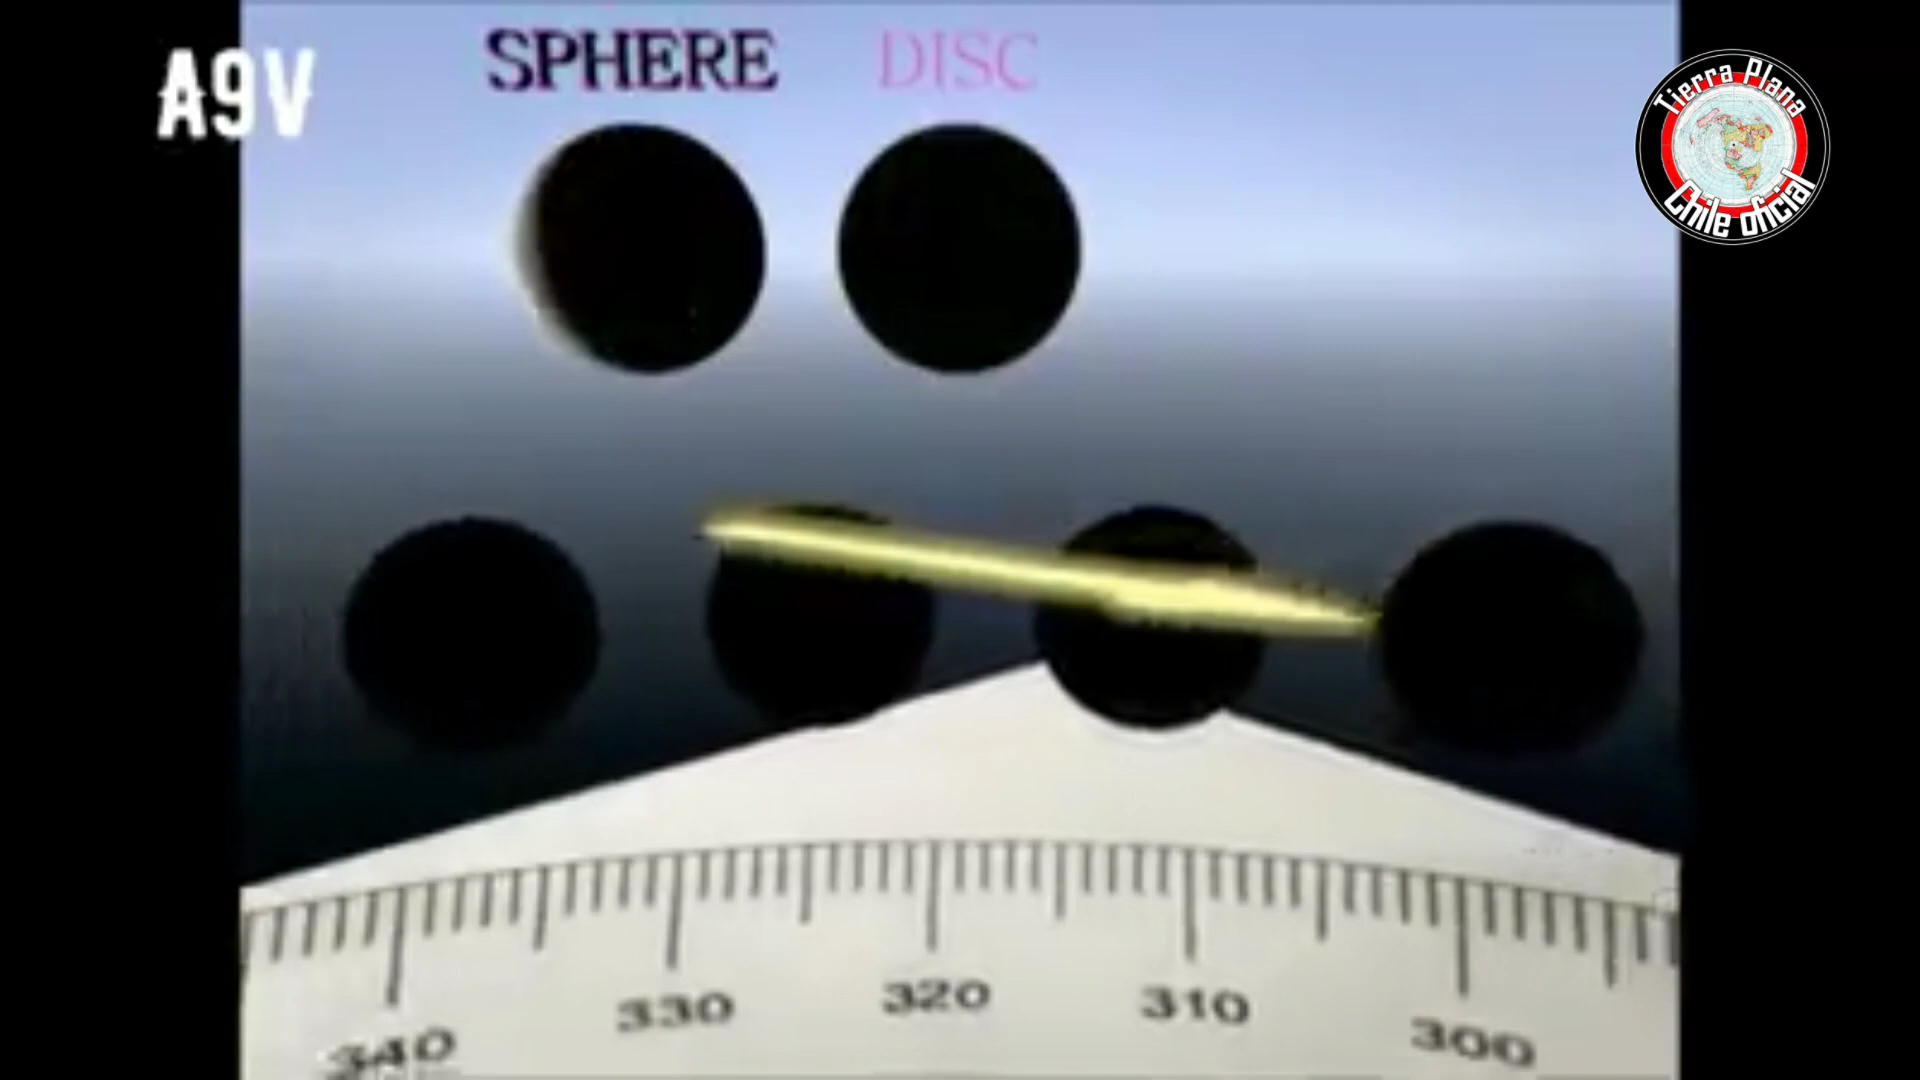 SPHERE DISC
A9V
Tierra Plana
Chile oficial
340 330 320 310 300